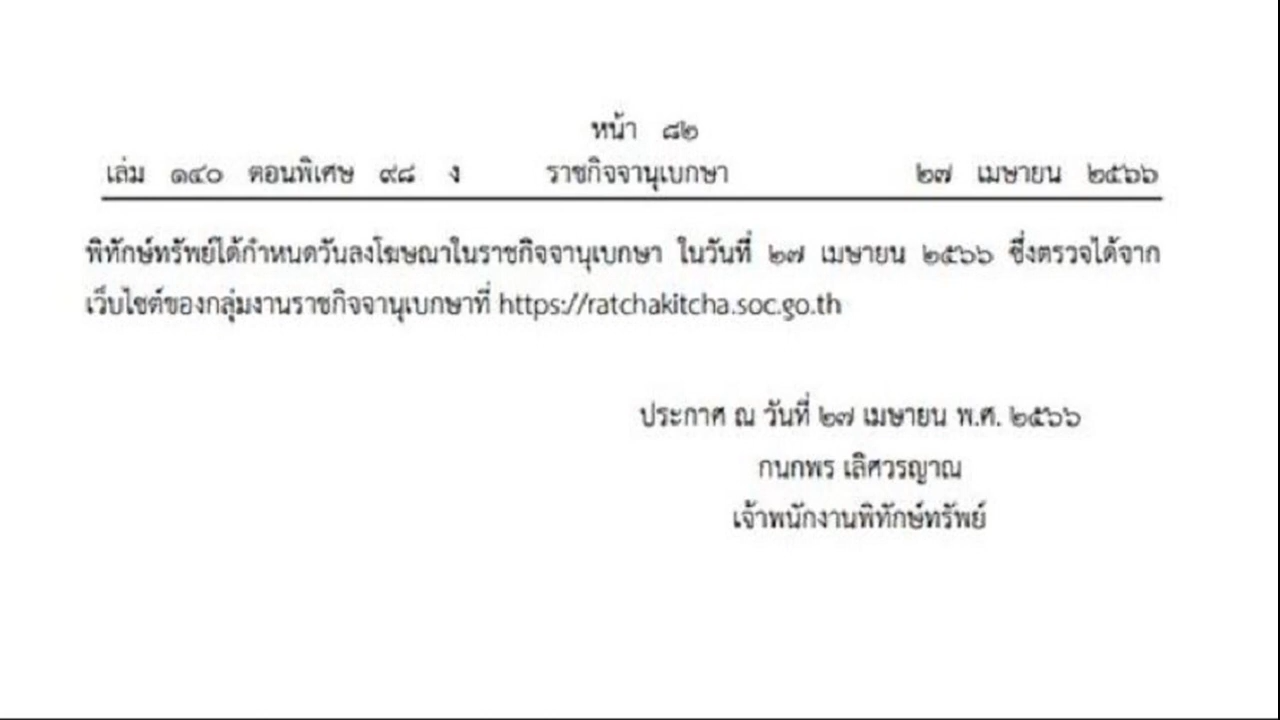 หน้า ๘๒
เล่ม ๑๔๐ ตอนพิเศษ ๙๘ ง ราชกิจจานุเบกษา ๒๗ เมษายน ๒๕๖๖
พิทักษ์ทรัพย์ได้กำหนดวันลงโฆษณาในราชกิจจานุเบกษา ในวันที่ ๒๗ เมษายน ๒๕๖๖ ซึ่งตรวจได้จาก
เว็บไซต์ของกลุ่มงานราชกิจจานุเบกษาที่ https://ratchakitcha.soc.go.th
ประกาศ ณ วันที่ ๒๗ เมษายน พ.ศ. ๒๕๖๖
กนกพร เลิศวรญาณ
เจ้าพนักงานพิทักษ์ทรัพย์